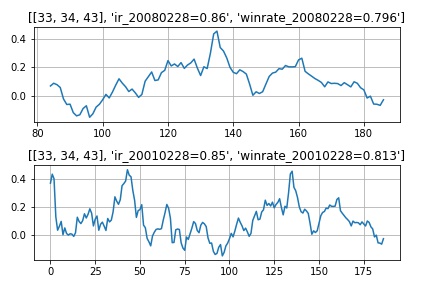 [[33, 34, 43], 'ir_20080228=0.86', 'winrate_20080228=0.796']
0.4
0.2
0.0
80 100 120 140 160 180
[[33, 34, 43], 'ir_20010228=0.85', 'winrate_20010228=0.813']
0.4
0.2
0.0
0 25 50 75 100 125 150 175